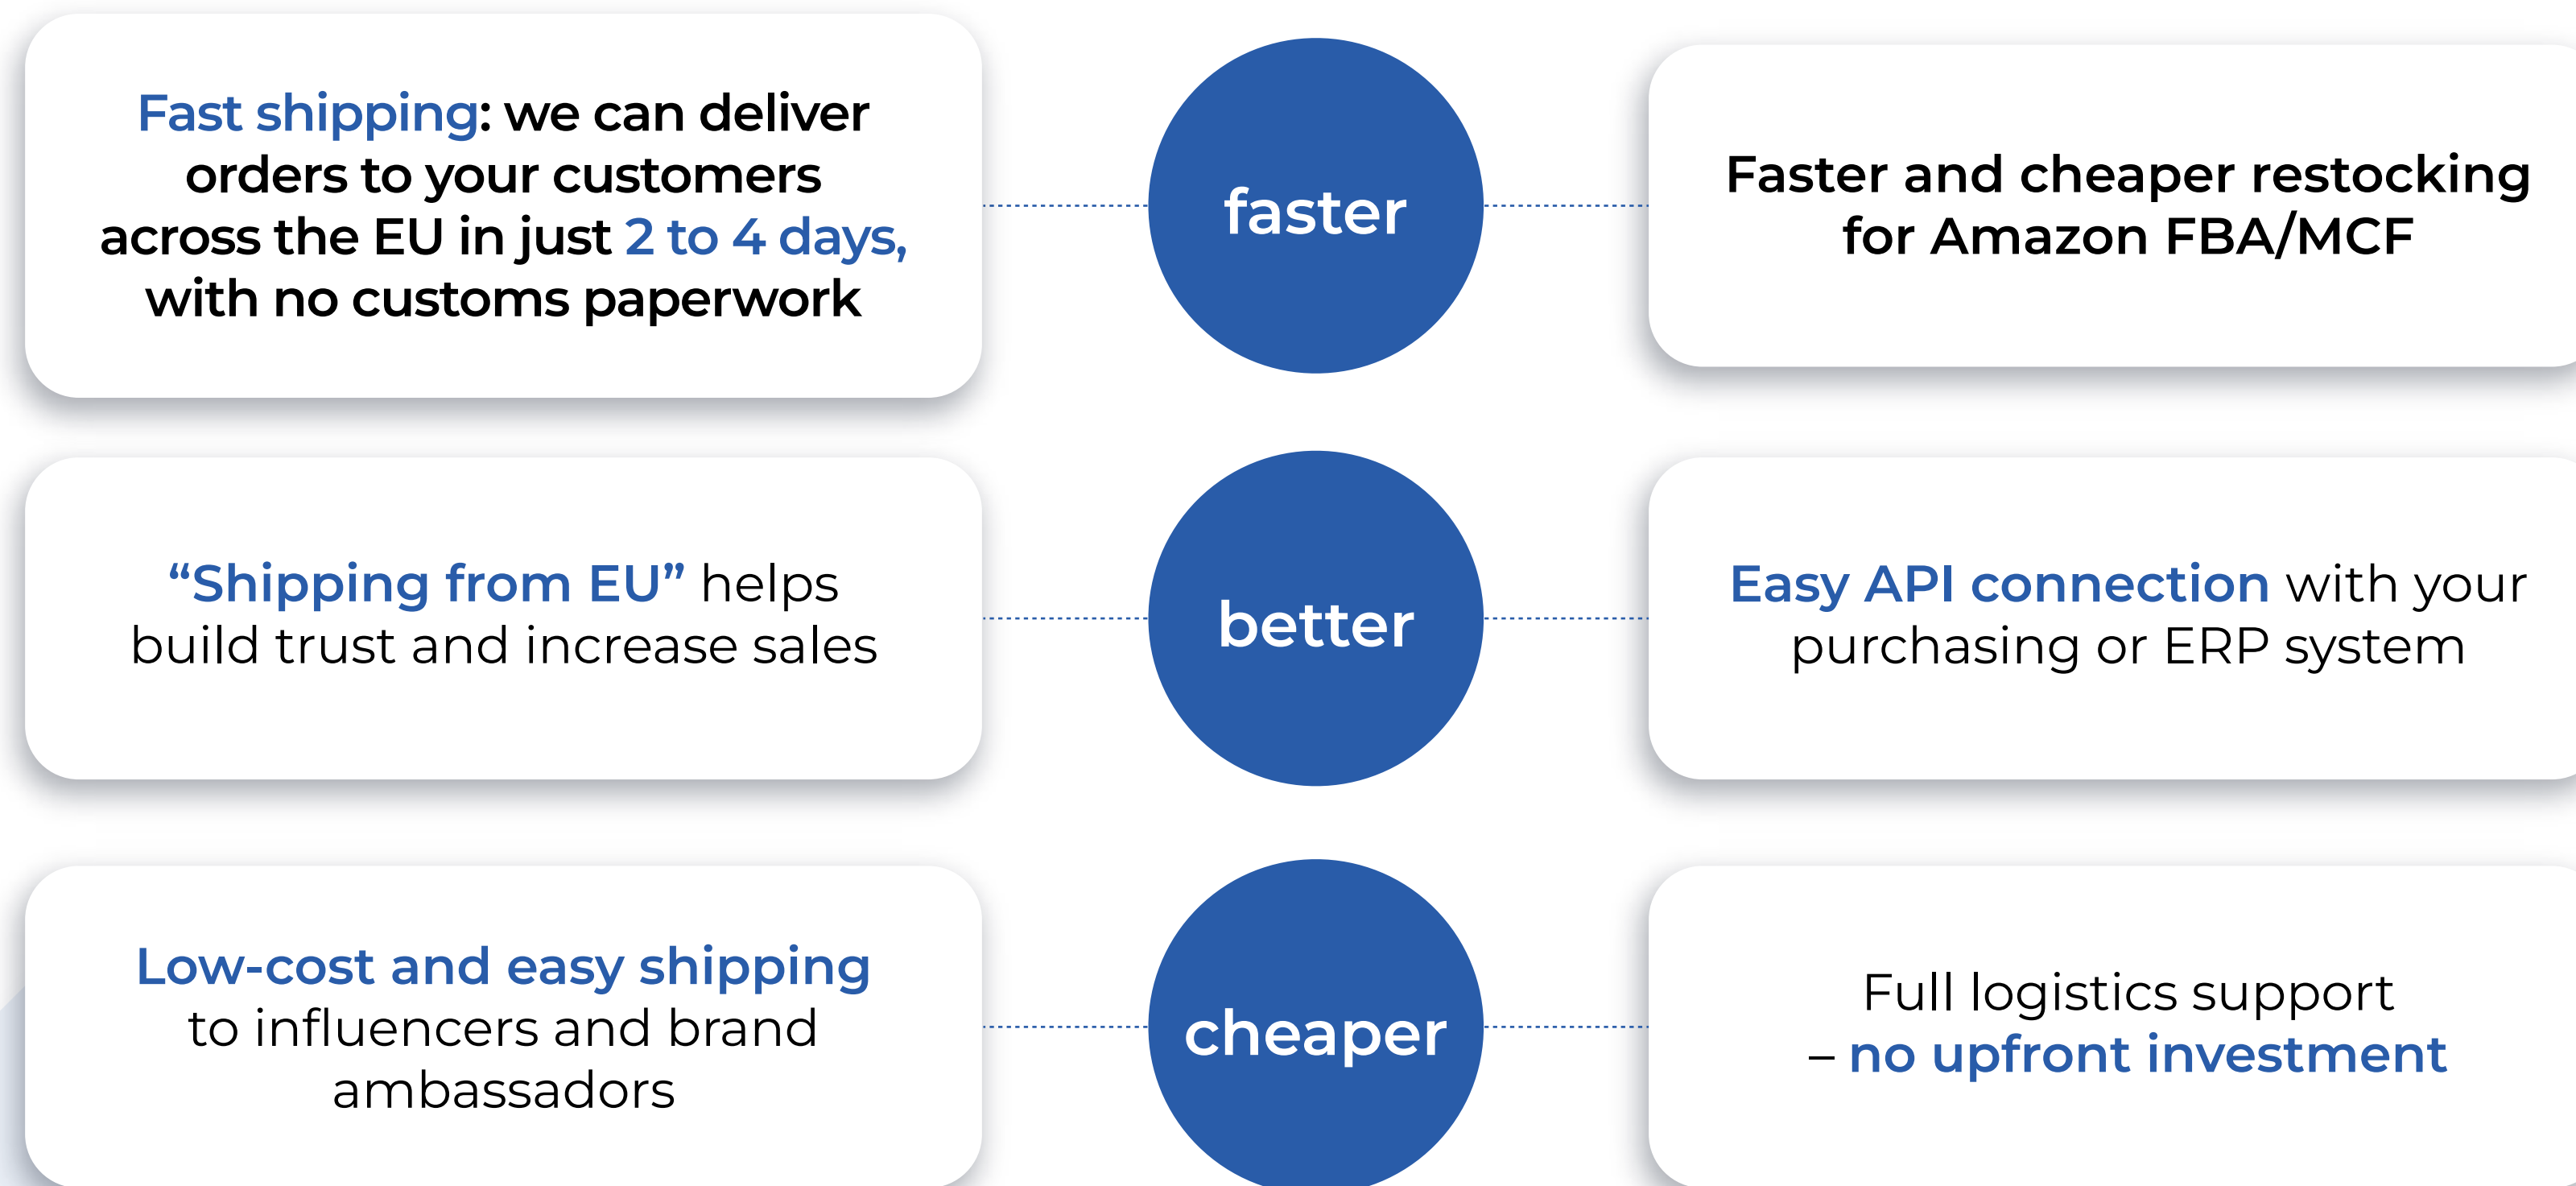 Fast shipping: we can deliver
orders to your customers
across the EU in just 2 to 4 days,
with no customs paperwork
faster
Faster and cheaper restocking
for Amazon FBA/MCF
“Shipping from EU” helps
build trust and increase sales
better
Easy API connection with your
purchasing or ERP system
Low-cost and easy shipping
to influencers and brand
ambassadors
cheaper
Full logistics support
– no upfront investment